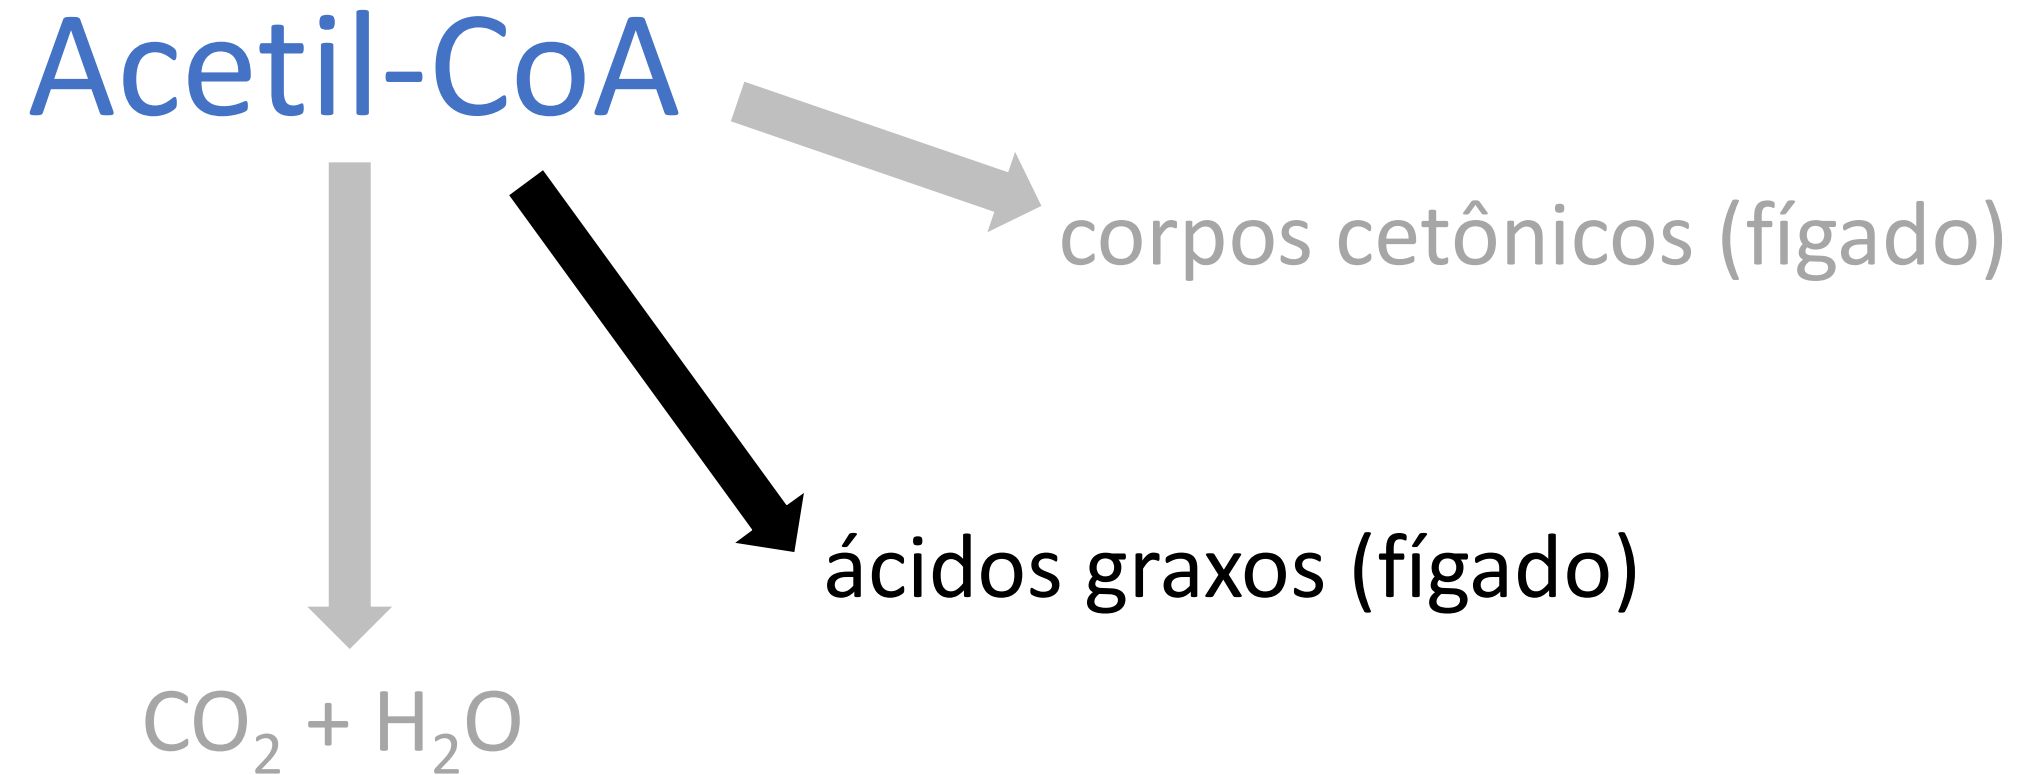 Acetil-CoA
corpos cetônicos (fígado)
ácidos graxos (fígado)
CO₂ + H₂O